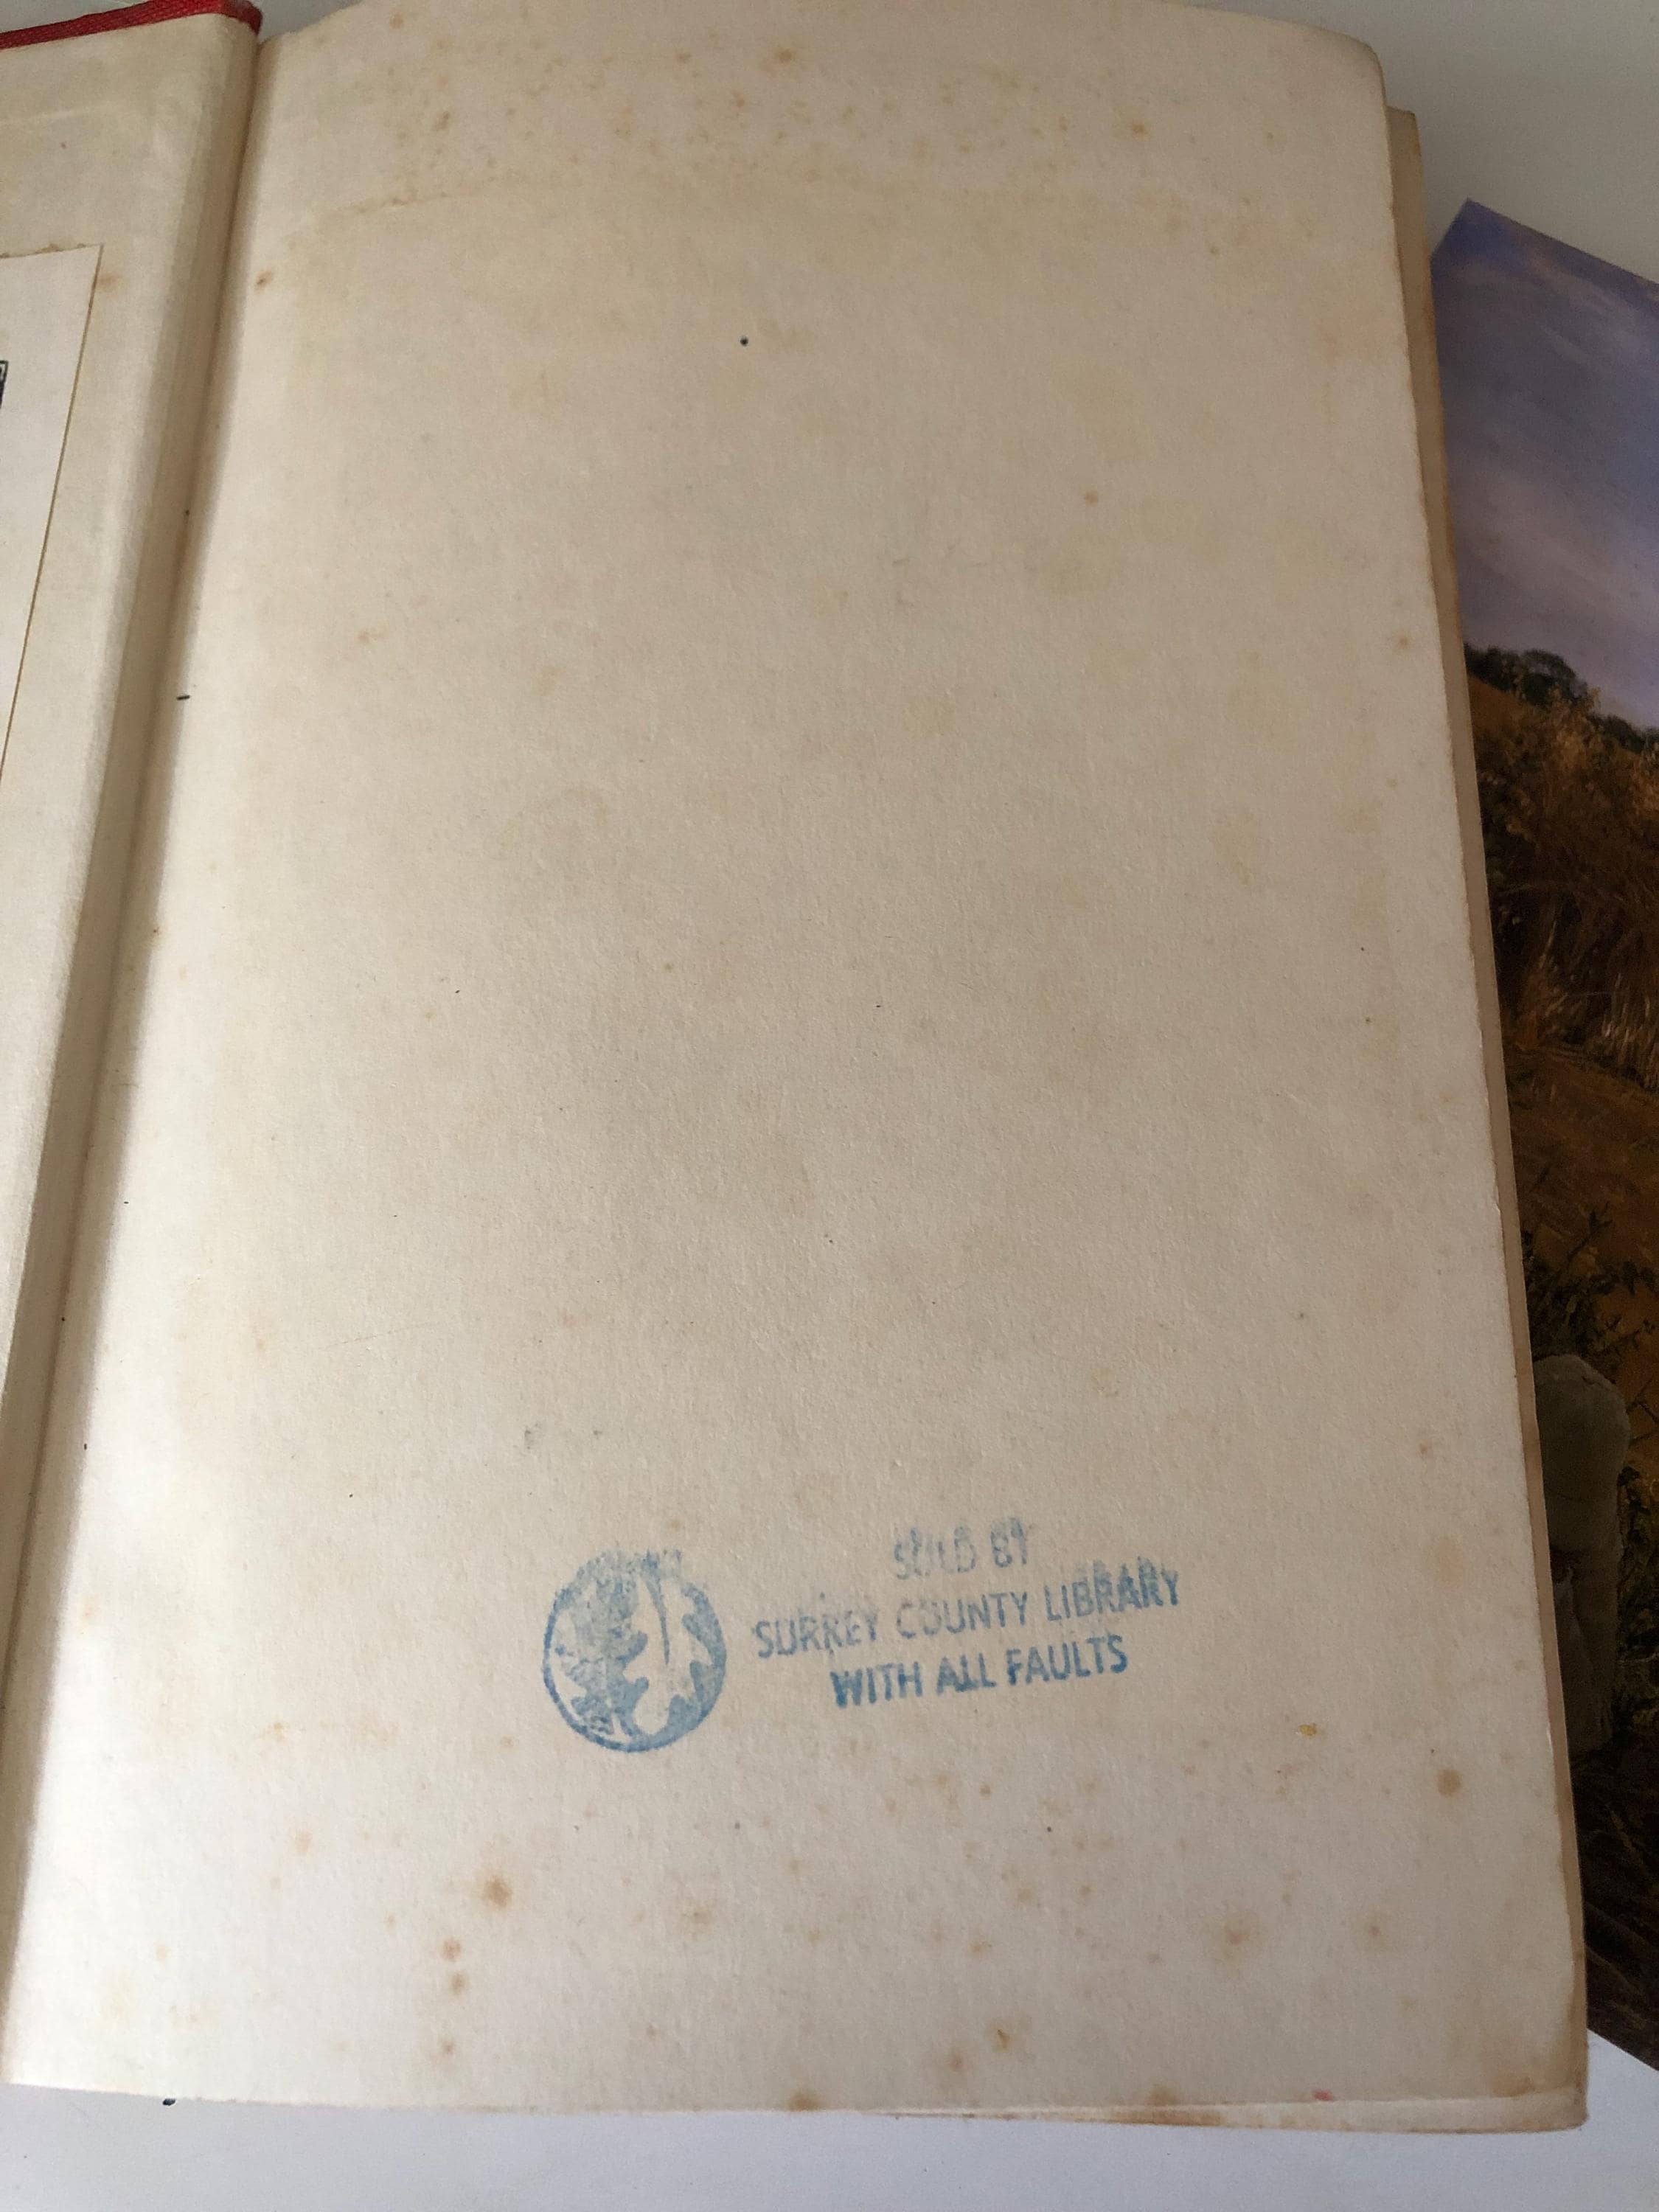 SOLD BY
SURREY COUNTY LIBRARY
WITH ALL FAULTS